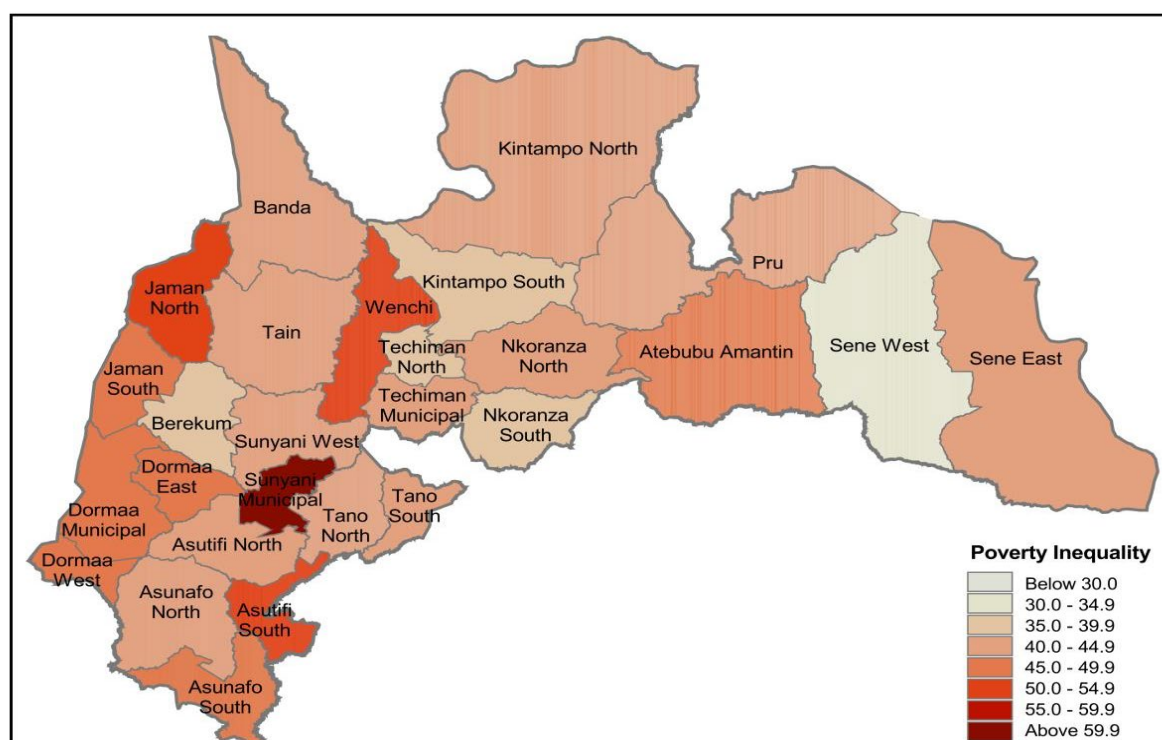 Kintampo North
Banda
Pru
Kintampo South
Jaman
North
Wenchi
Tain
Sene West
Sene East
Techiman
North
Nkoranza
North
Atebubu Amantin
Jaman
South
Techiman
Municipal
Nkoranza
South
Berekum
Sunyani West
Dormaa
East
Sunyani
Municipal
Tano
South
Dormaa
Municipal
Tano
North
Asutifi North
Dormaa
West
Asunafo
North
Asutifi
South
Asunafo
South
Poverty Inequality
Below 30.0
30.0 - 34.9
35.0 - 39.9
40.0 - 44.9
45.0 - 49.9
50.0 - 54.9
55.0 - 59.9
Above 59.9